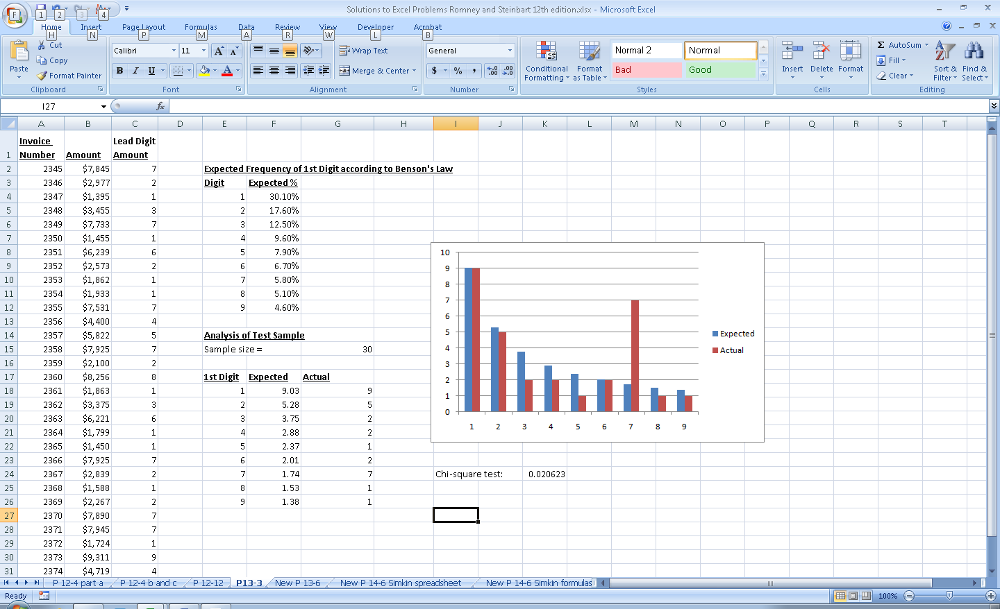 Solutions to Excel Problems Romney and Steinbart 12th edition.xlsx - Microsoft Excel
F 1 2 3 4
Home Insert Page Layout Formulas Data Review View Developer Acrobat
H N P M A R W L B
Paste Cut Copy Format Painter
Calibri 11 A A
B I U A
Wrap Text
Merge & Center
General
$ % , .00 .00
Conditional Formatting Format as Table
Normal 2 Normal
Bad Good
Insert Delete Format
Σ AutoSum Fill Clear
Sort & Filter Find & Select
Clipboard Font Alignment Number Styles Cells Editing
I27 fx
A B C D E F G H I J K L M N O P Q R S T
Invoice Lead Digit
1 Number Amount Amount
2 2345 $7,845 7 Expected Frequency of 1st Digit according to Benson's Law
3 2346 $2,977 2 Digit Expected %
4 2347 $1,395 1 1 30.10%
5 2348 $3,455 3 2 17.60%
6 2349 $7,733 7 3 12.50%
7 2350 $1,455 1 4 9.60%
8 2351 $6,239 6 5 7.90%
9 2352 $2,573 2 6 6.70%
10 2353 $1,862 1 7 5.80%
11 2354 $1,933 1 8 5.10%
12 2355 $7,531 7 9 4.60%
13 2356 $4,400 4
14 2357 $5,822 5 Analysis of Test Sample
15 2358 $7,925 7 Sample size = 30
16 2359 $2,100 2
17 2360 $8,256 8 1st Digit Expected Actual
18 2361 $1,863 1 1 9.03 9
19 2362 $3,375 3 2 5.28 5
20 2363 $6,221 6 3 3.75 2
21 2364 $1,799 1 4 2.88 2
22 2365 $1,450 1 5 2.37 1
23 2366 $7,925 7 6 2.01 2
24 2367 $2,839 2 7 1.74 7 Chi-square test: 0.020623
25 2368 $1,588 1 8 1.53 1
26 2369 $2,267 2 9 1.38 1
27 2370 $7,890 7
28 2371 $7,945 7
29 2372 $1,724 1
30 2373 $9,311 9
31 2374 $4,719 4
10
9
8
7
6
5
4
3
2
1
0
1 2 3 4 5 6 7 8 9
Expected
Actual
P 12-4 part a P 12-4 b and c P 12-12 P13-3 New P 13-6 New P 14-6 Simkin spreadsheet New P 14-6 Simkin formulas
Ready 100%